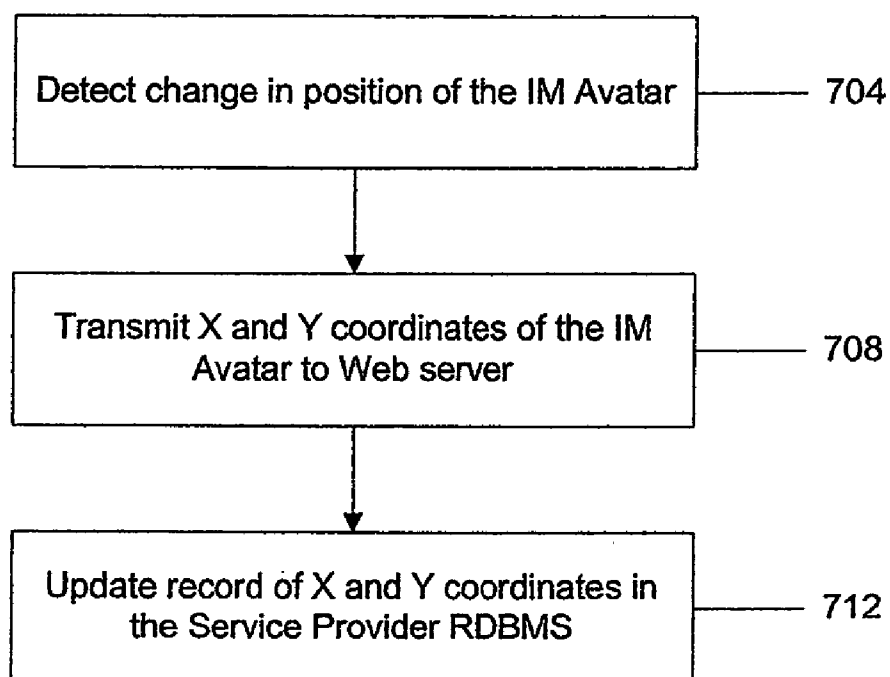 Detect change in position of the IM Avatar
704
Transmit X and Y coordinates of the IM
Avatar to Web server
708
Update record of X and Y coordinates in
the Service Provider RDBMS
712